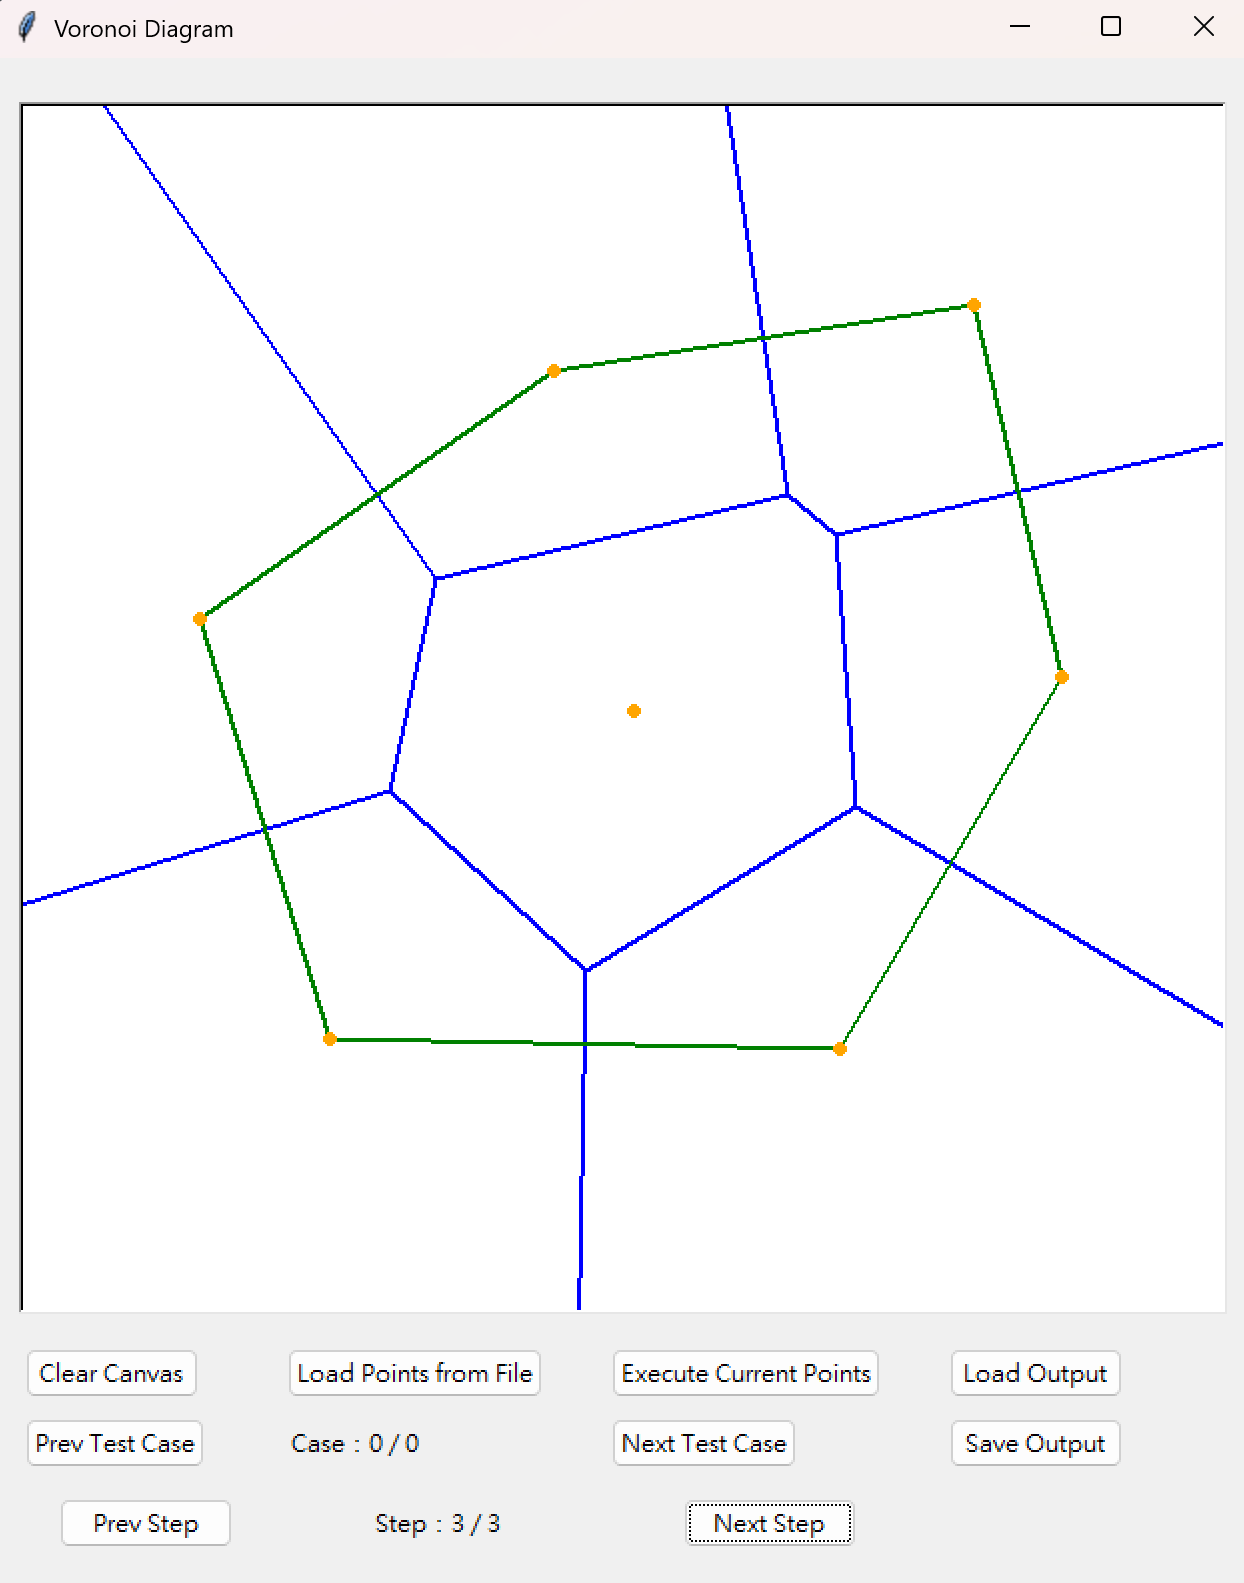 Voronoi Diagram
Clear Canvas Load Points from File Execute Current Points Load Output
Prev Test Case Case : 0 / 0 Next Test Case Save Output
Prev Step Step : 3 / 3 Next Step